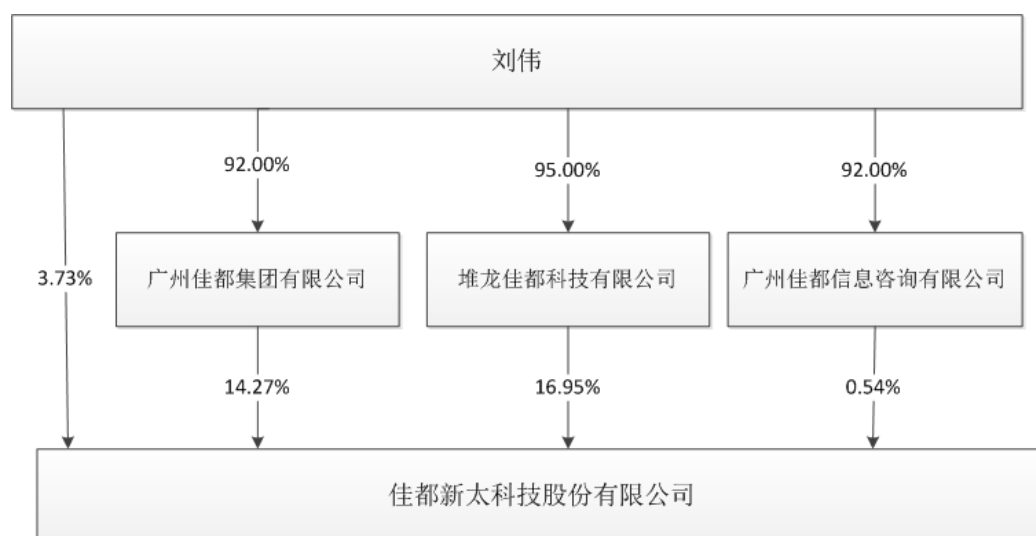 刘伟
92.00%
95.00%
92.00%
3.73%
广州佳都集团有限公司
堆龙佳都科技有限公司
广州佳都信息咨询有限公司
14.27%
16.95%
0.54%
佳都新太科技股份有限公司